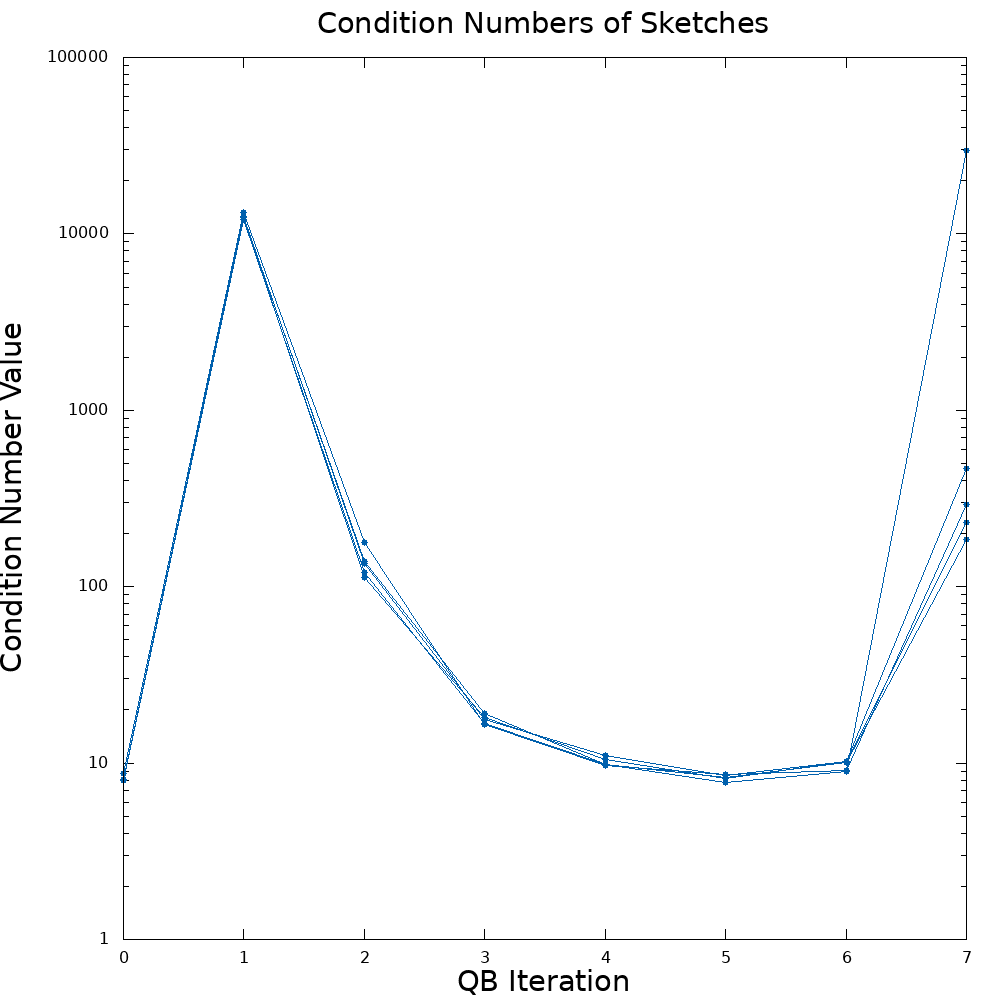 Condition Numbers of Sketches
100000
10000
1000
100
10
1
Condition Number Value
0 1 2 3 4 5 6 7
QB Iteration